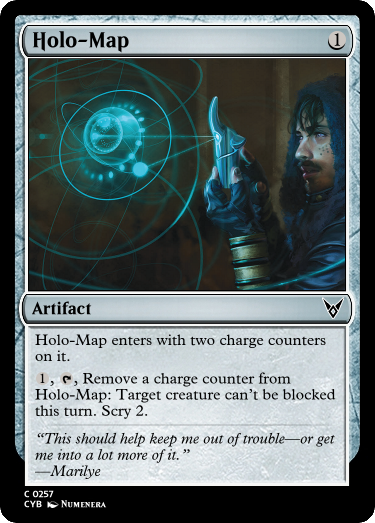 Holo-Map 1
Artifact
Holo-Map enters with two charge counters
on it.
1, , Remove a charge counter from
Holo-Map: Target creature can't be blocked
this turn. Scry 2.
“This should help keep me out of trouble—or get
me into a lot more of it.”
—Marilye
C 0257
CYB Numenera